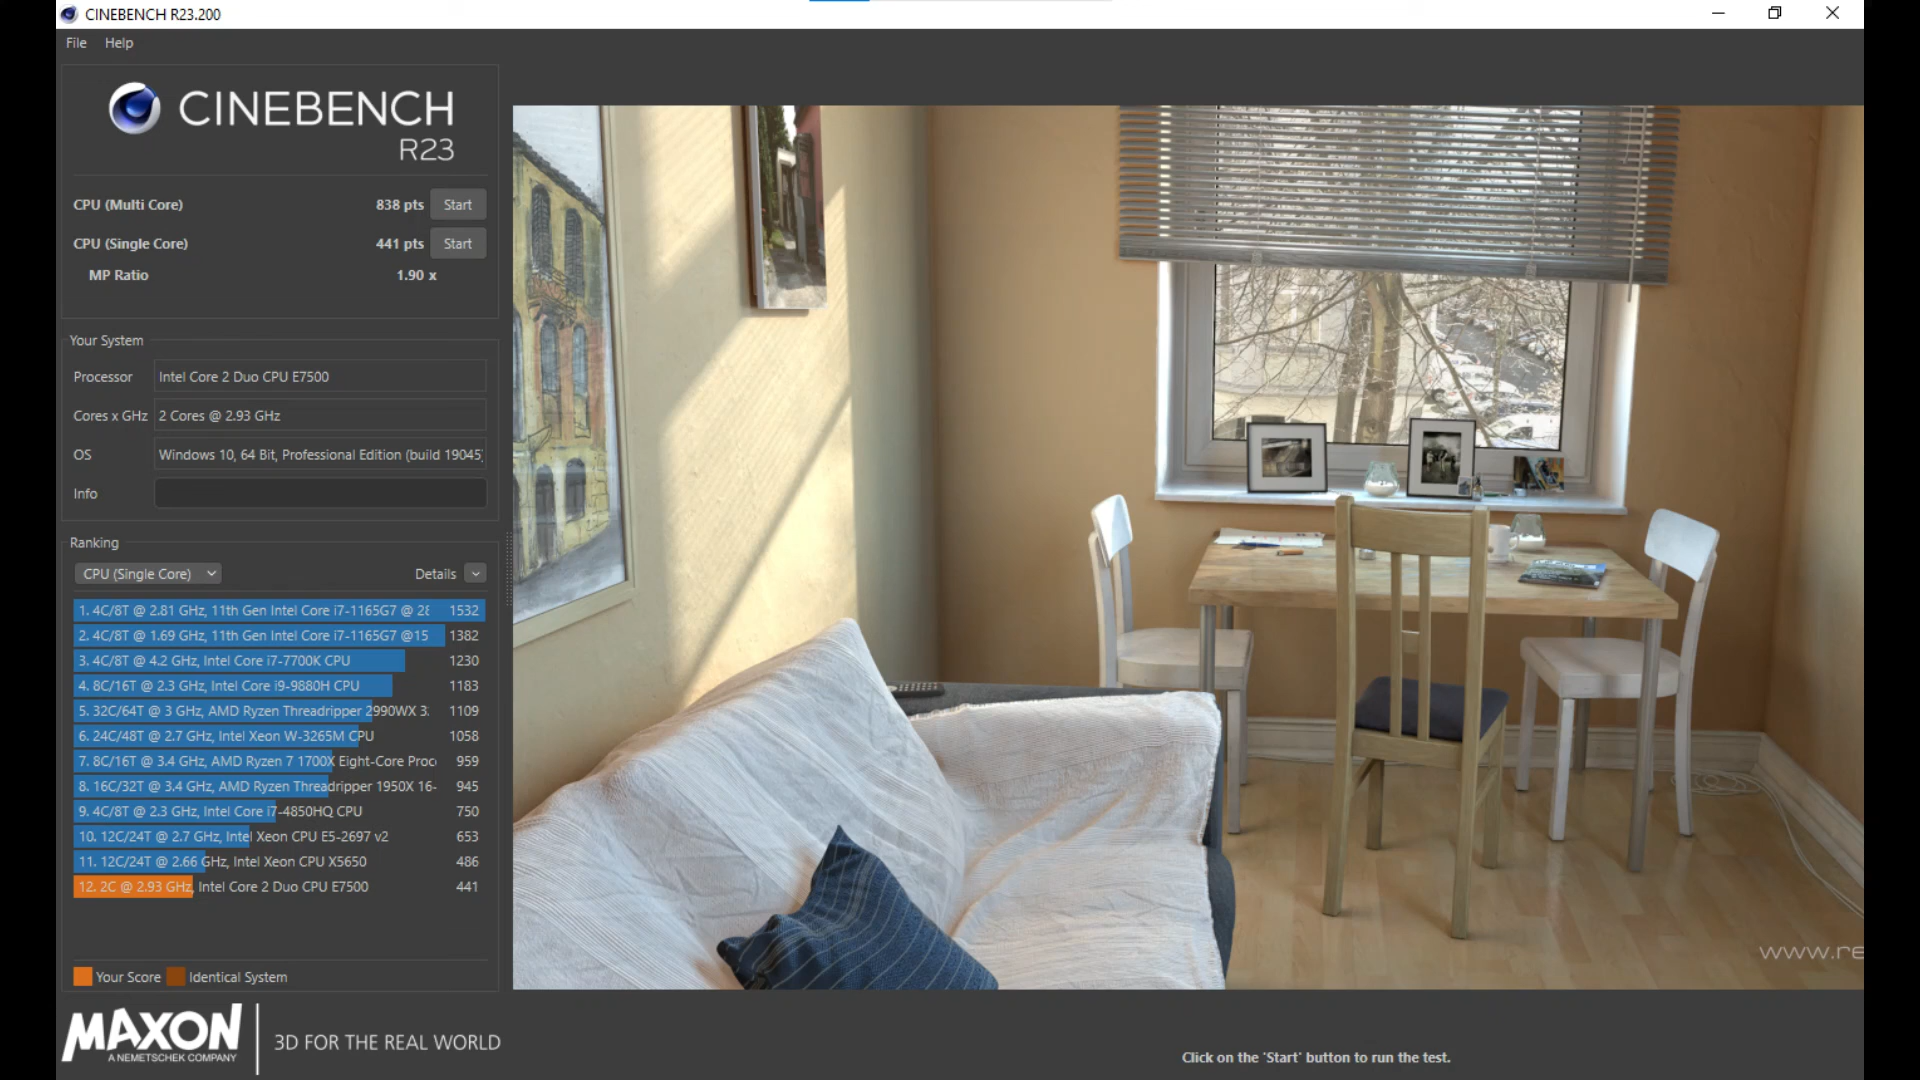 CINEBENCH R23.200
File Help
CINEBENCH
R23
CPU (Multi Core) 838 pts Start
CPU (Single Core) 441 pts Start
MP Ratio 1.90 x
Your System
Processor Intel Core 2 Duo CPU E7500
Cores x GHz 2 Cores @ 2.93 GHz
OS Windows 10, 64 Bit, Professional Edition (build 19045)
Info
Ranking
CPU (Single Core) Details
1. 4C/8T @ 2.81 GHz, 11th Gen Intel Core i7-1165G7 @ 28 1532
2. 4C/8T @ 1.69 GHz, 11th Gen Intel Core i7-1165G7 @15 1382
3. 4C/8T @ 4.2 GHz, Intel Core i7-7700K CPU 1230
4. 8C/16T @ 2.3 GHz, Intel Core i9-9880H CPU 1183
5. 32C/64T @ 3 GHz, AMD Ryzen Threadripper 2990WX 3 1109
6. 24C/48T @ 2.7 GHz, Intel Xeon W-3265M CPU 1058
7. 8C/16T @ 3.4 GHz, AMD Ryzen 7 1700X Eight-Core Proc 959
8. 16C/32T @ 3.4 GHz, AMD Ryzen Threadripper 1950X 16- 945
9. 4C/8T @ 2.3 GHz, Intel Core i7-4850HQ CPU 750
10. 12C/24T @ 2.7 GHz, Intel Xeon CPU E5-2697 v2 653
11. 12C/24T @ 2.66 GHz, Intel Xeon CPU X5650 486
12. 2C @ 2.93 GHz, Intel Core 2 Duo CPU E7500 441
Your Score Identical System
www.re
MAXON
A NEMETSCHEK COMPANY
3D FOR THE REAL WORLD
Click on the 'Start' button to run the test.